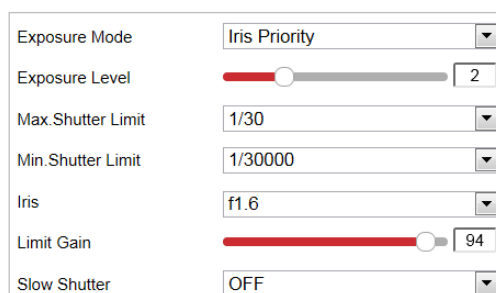 Exposure Mode Iris Priority
Exposure Level 2
Max.Shutter Limit 1/30
Min.Shutter Limit 1/30000
Iris f1.6
Limit Gain 94
Slow Shutter OFF